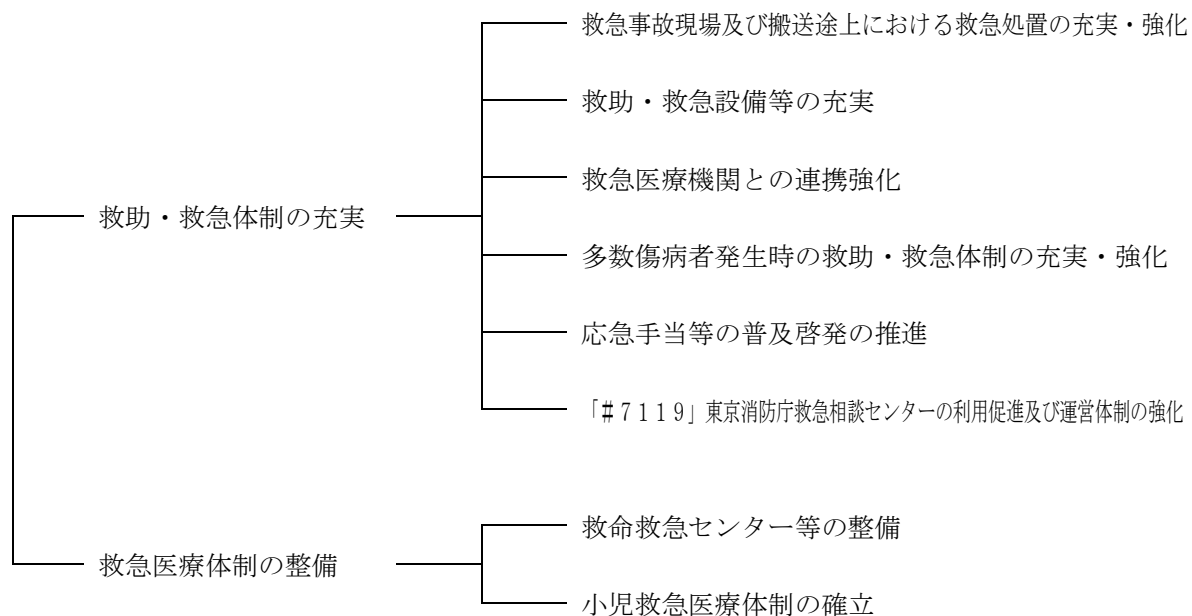 救助・救急体制の充実
救急事故現場及び搬送途上における救急処置の充実・強化
救助・救急設備等の充実
救急医療機関との連携強化
多数傷病者発生時の救助・救急体制の充実・強化
応急手当等の普及啓発の推進
「♯７１１９」東京消防庁救急相談センターの利用促進及び運営体制の強化
救急医療体制の整備
救命救急センター等の整備
小児救急医療体制の確立